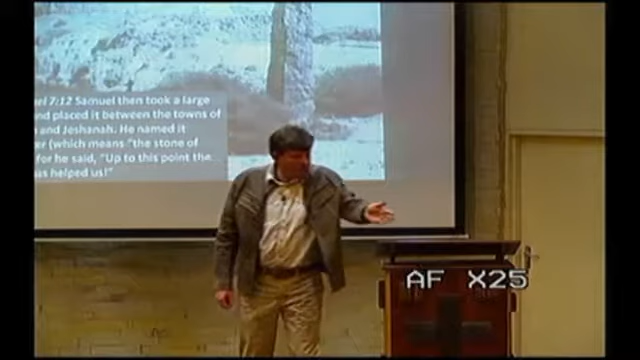 el 7:12 Samuel then took a large
nd placed it between the towns of
and Jeshanah. He named it
er (which means "the stone of
for he said, "Up to this point the
as helped us!"
AF X25